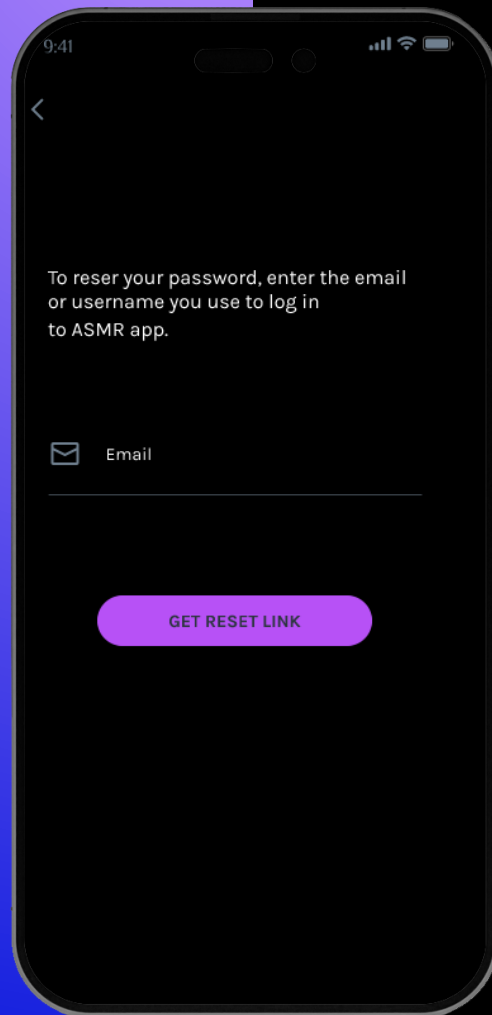 9:41
To reser your password, enter the email
or username you use to log in
to ASMR app.
Email
GET RESET LINK